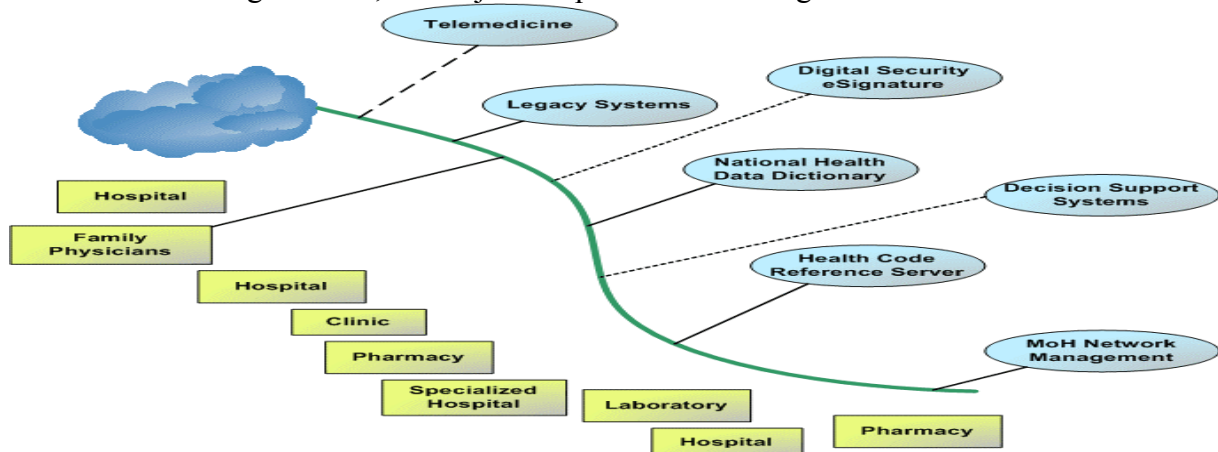 Telemedicine
Digital Security
eSignature
Legacy Systems
National Health
Data Dictionary
Decision Support
Systems
Hospital
Family
Physicians
Health Code
Reference Server
Hospital
Clinic
Pharmacy
MoH Network
Management
Specialized
Hospital
Laboratory
Hospital
Pharmacy